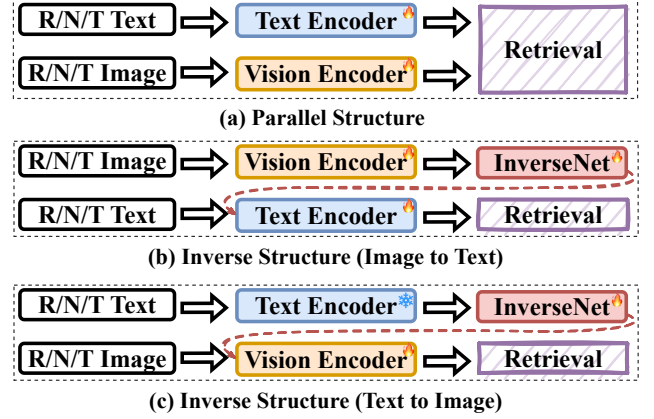 R/N/T Text Text Encoder Retrieval
R/N/T Image Vision Encoder
(a) Parallel Structure
R/N/T Image Vision Encoder InverseNet
R/N/T Text Text Encoder Retrieval
(b) Inverse Structure (Image to Text)
R/N/T Text Text Encoder InverseNet
R/N/T Image Vision Encoder Retrieval
(c) Inverse Structure (Text to Image)